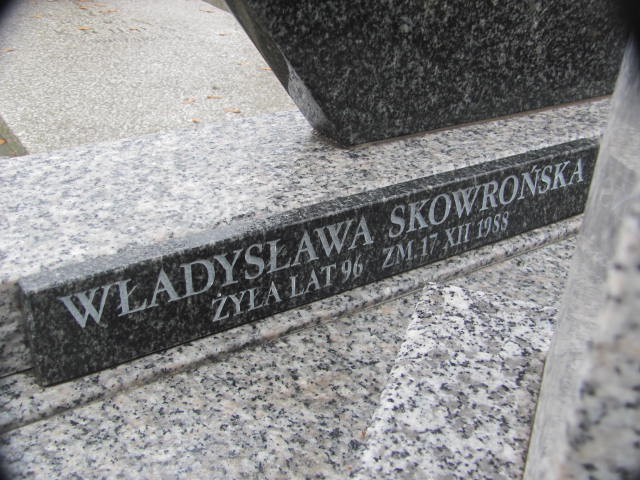 WŁADYSŁAWA SKOWROŃSKA
ŻYŁA LAT 96 ZM. 17 XII 1988